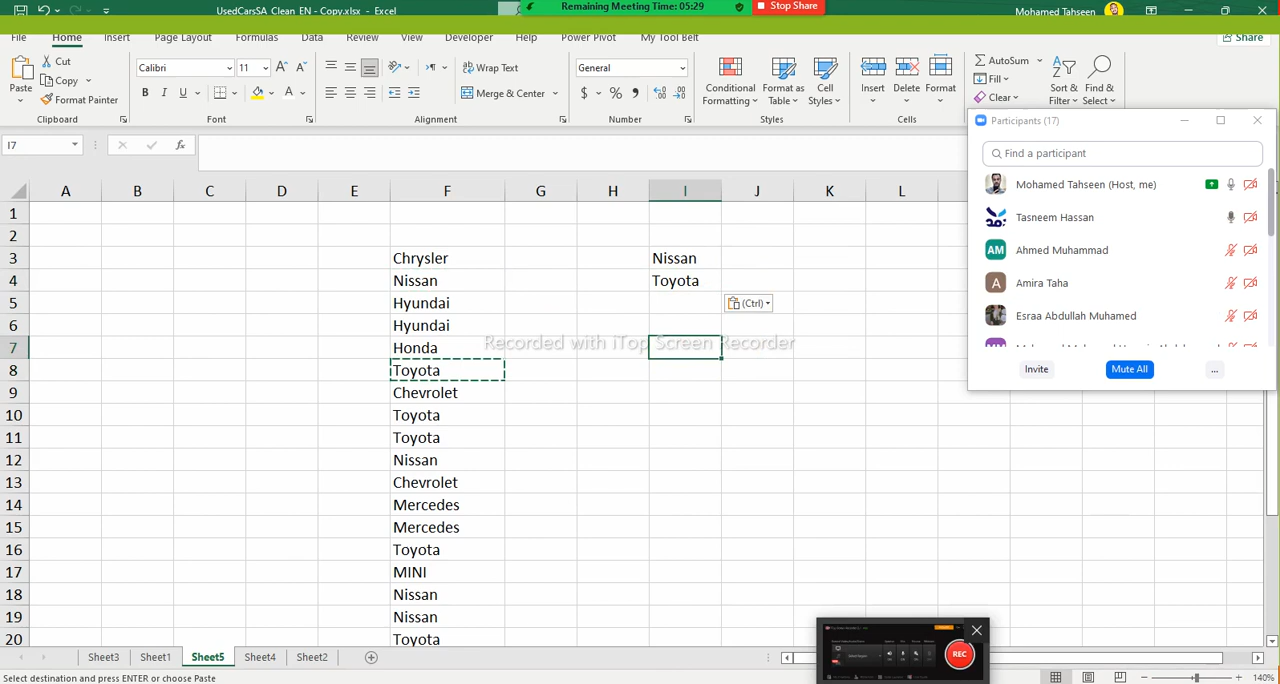 UsedCarsSA_Clean_EN - Copy.xlsx - Excel
Remaining Meeting Time: 05:29
Stop Share
Mohamed Tahseen
File Home Insert Page Layout Formulas Data Review View Developer Help Power Pivot My Tool Belt
Share
Paste
Cut
Copy
Format Painter
Calibri 11
B I U
Wrap Text
Merge & Center
General
$ % 9
Conditional Formatting
Format as Table
Cell Styles
Insert Delete Format
AutoSum
Fill
Clear
Sort & Filter
Find & Select
Clipboard Font Alignment Number Styles Cells
I7
fx
A B C D E F G H I J K L
1
2
3 Chrysler Nissan
4 Nissan Toyota
5 Hyundai (Ctrl)
6 Hyundai
7 Honda
8 Toyota
9 Chevrolet
10 Toyota
11 Toyota
12 Nissan
13 Chevrolet
14 Mercedes
15 Mercedes
16 Toyota
17 MINI
18 Nissan
19 Nissan
20 Toyota
Recorded with iTop Screen Recorder
Participants (17)
Find a participant
Mohamed Tahseen (Host, me)
Tasneem Hassan
AM Ahmed Muhammad
A Amira Taha
Esraa Abdullah Muhamed
Invite
Mute All
...
REC
Sheet3 Sheet1 Sheet5 Sheet4 Sheet2
Select destination and press ENTER or choose Paste
140%